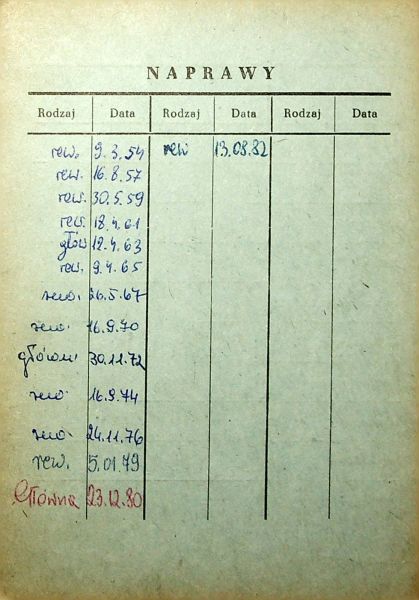 NAPRAWY
Rodzaj Data Rodzaj Data Rodzaj Data
rew. 9.3.54 rew 13.08.82
rew. 16.8.57
rew. 30.5.59
rew. 18.4.61
głów 12.4.63
rew. 9.4.65
rew. 26.5.67
rew. 16.9.70
główn. 30.11.72
rew. 16.9.74
rew. 24.11.76
rew. 5.01.79
Główna 23.12.80